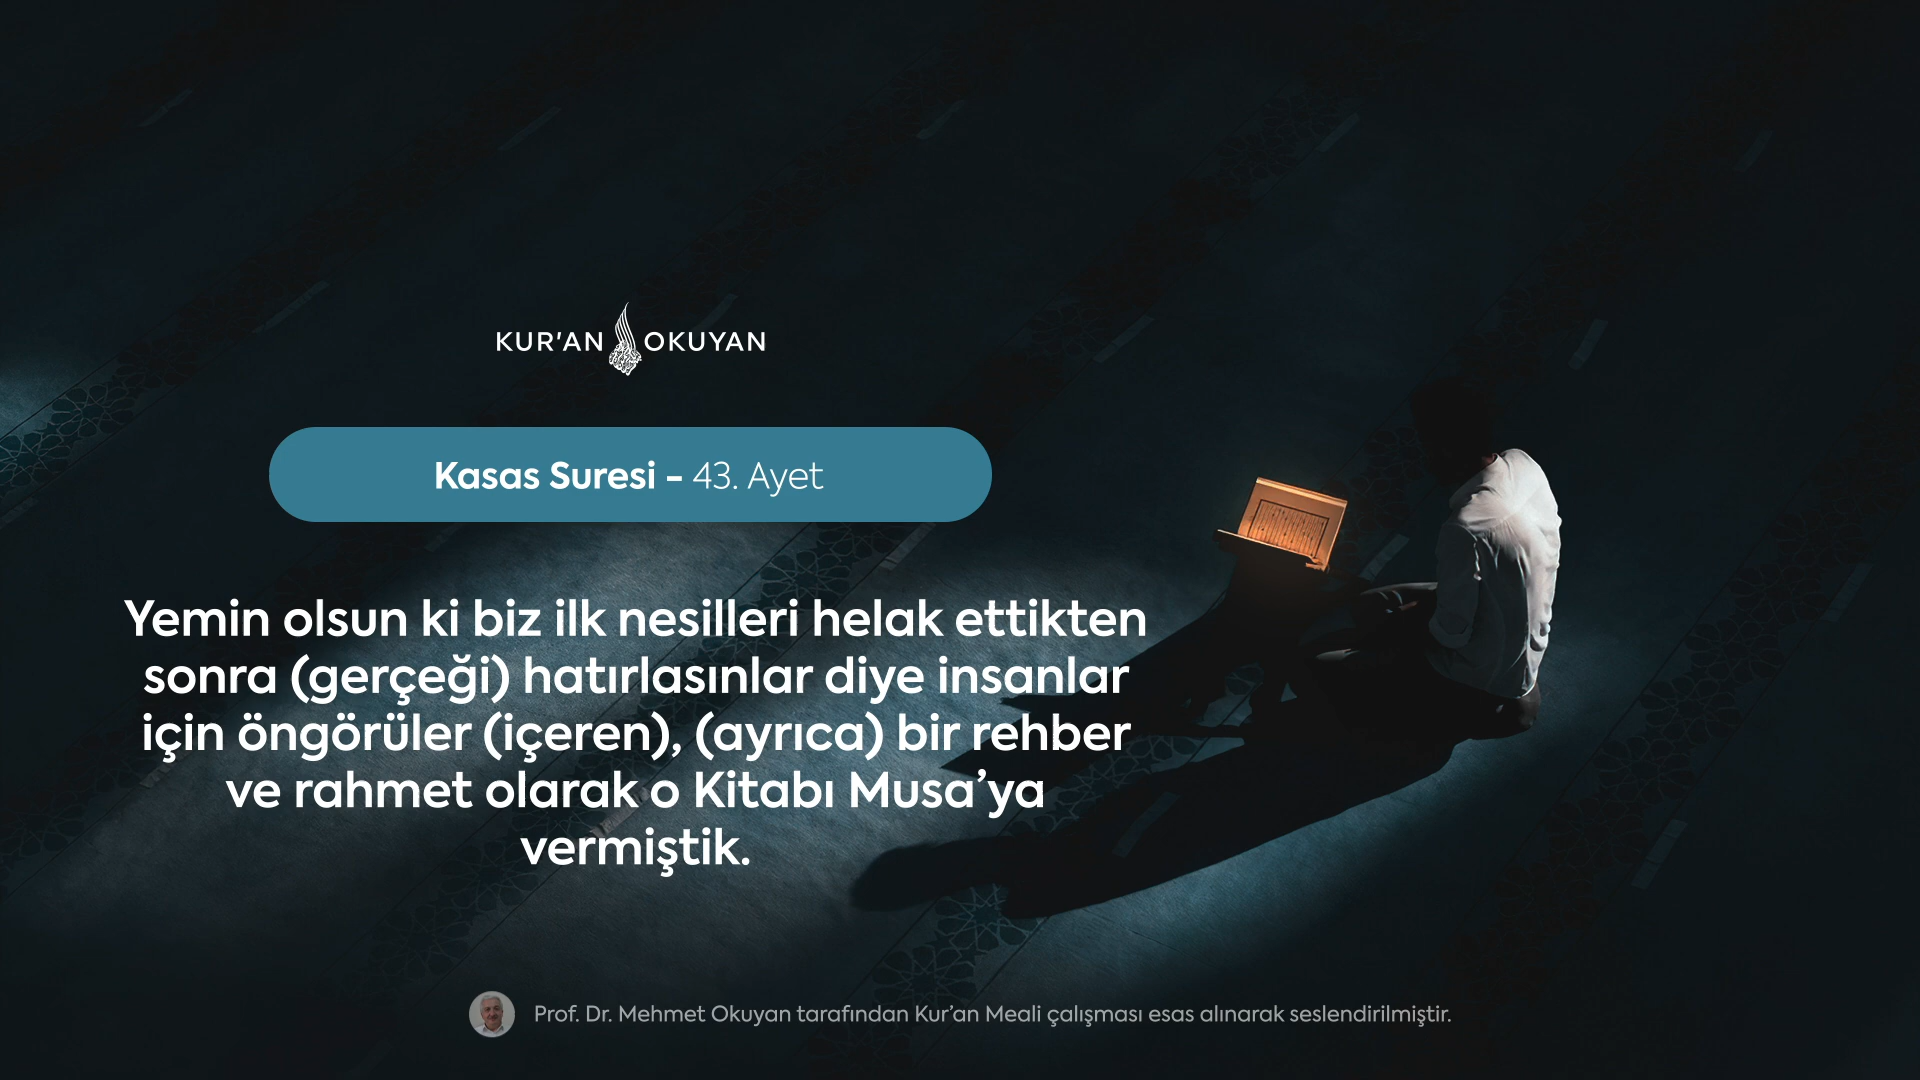 KUR'AN OKUYAN
Kasas Suresi - 43. Ayet
Yemin olsun ki biz ilk nesilleri helak ettikten
sonra (gerçeği) hatırlasınlar diye insanlar
için öngörüler (içeren), (ayrıca) bir rehber
ve rahmet olarak o Kitabı Musa’ya
vermiştik.
Prof. Dr. Mehmet Okuyan tarafından Kur’an Meali çalışması esas alınarak seslendirilmiştir.